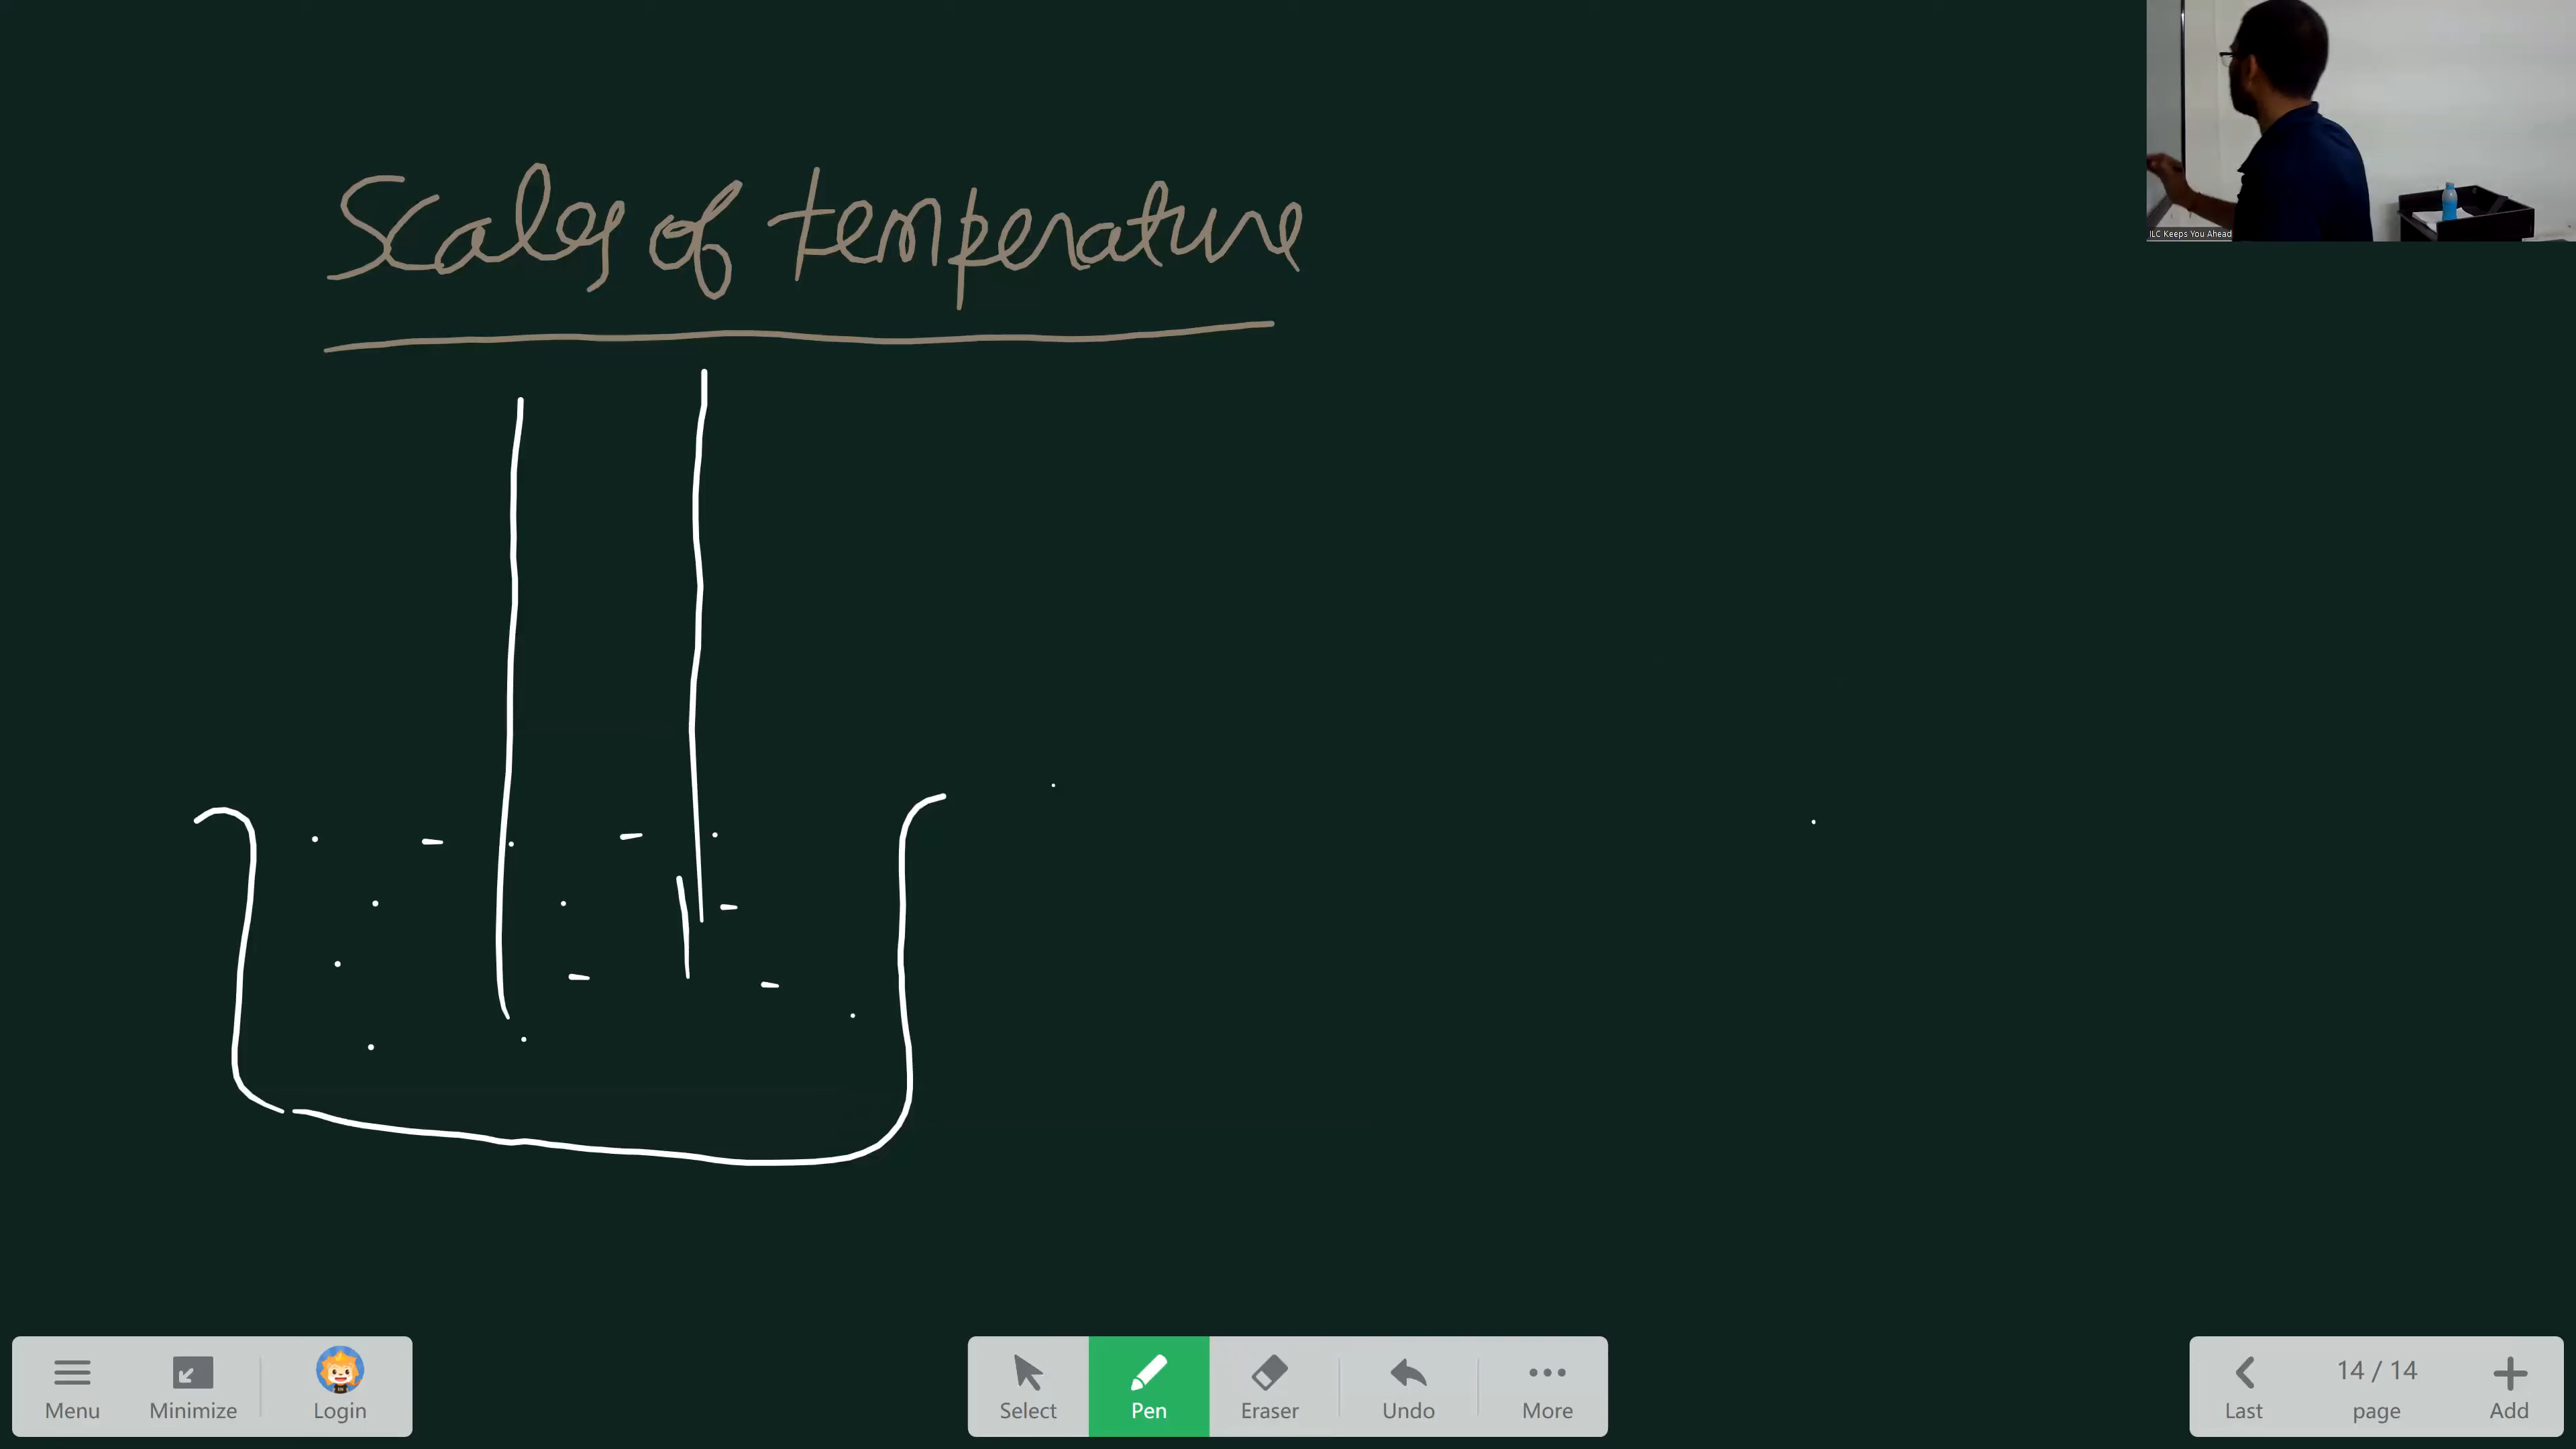 ILC Keeps You Ahead
Scales of temperature
Menu
Minimize
Login
Select
Pen
Eraser
Undo
More
Last
14 / 14
page
Add